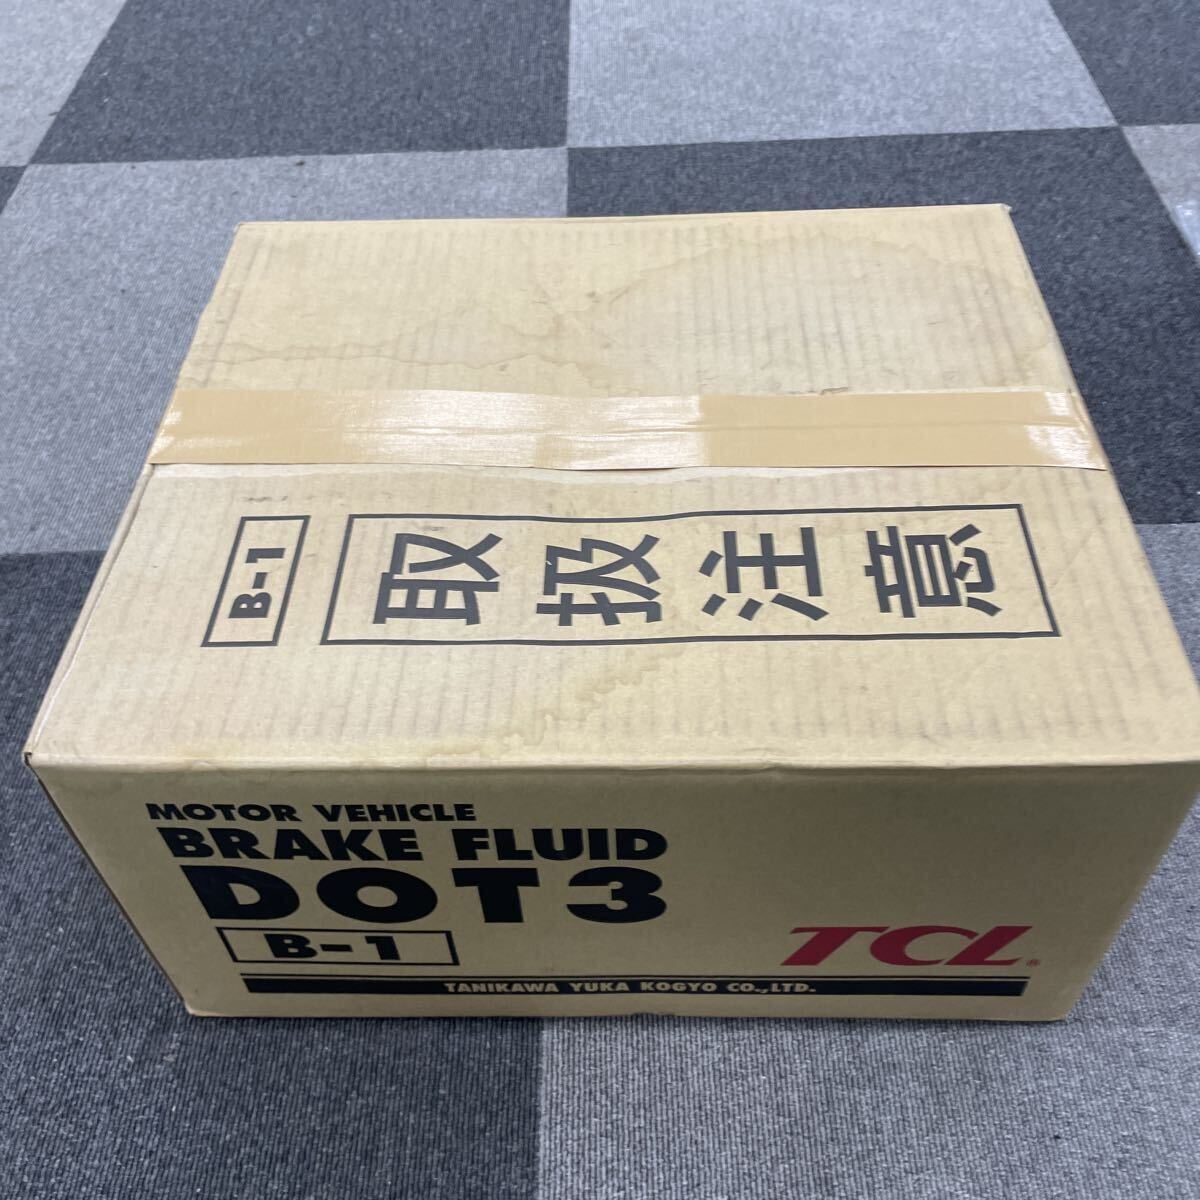 B-1
取扱注意
MOTOR VEHICLE
BRAKE FLUID
DOT3
B-1
TCL®
TANIKAWA YUKA KOGYO CO.,LTD.